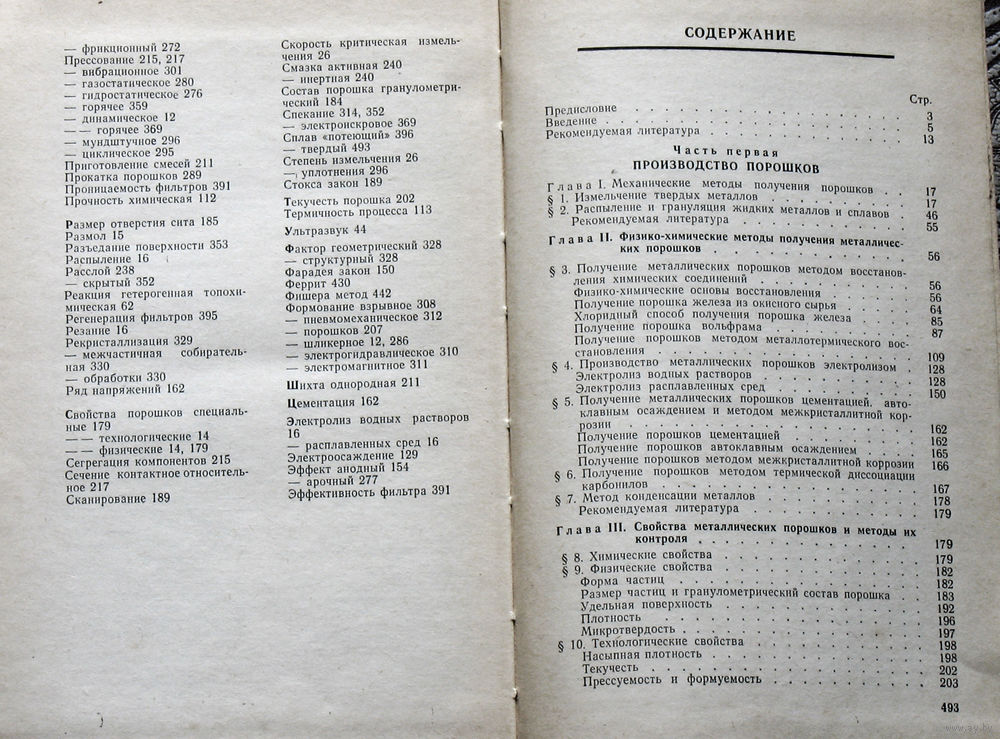 — фрикционный 272
Прессование 215, 217
— вибрационное 301
— газостатическое 280
— гидростатическое 276
— горячее 359
— динамическое 12
— — горячее 369
— мундштучное 296
— циклическое 295
Приготовление смесей 211
Прокатка порошков 289
Проницаемость фильтров 391
Прочность химическая 112
Размер отверстия сита 185
Размол 15
Разъедание поверхности 353
Распыление 16
Расслой 238
— скрытый 352
Реакция гетерогенная топохи-
мическая 62
Регенерация фильтров 395
Резание 16
Рекристаллизация 329
— межчастичная собиратель-
ная 330
— обработки 330
Ряд напряжений 162
Свойства порошков специаль-
ные 179
— — технологические 14
— — физические 14, 179
Сегрегация компонентов 215
Сечение контактное относитель-
ное 217
Сканирование 189
Скорость критическая измель-
чения 26
Смазка активная 240
— инертная 240
Состав порошка гранулометри-
ческий 184
Спекание 314, 352
— электроискровое 369
Сплав «потеющий» 396
— твердый 493
Степень измельчения 26
— уплотнения 296
Стокса закон 189
Текучесть порошка 202
Термичность процесса 113
Ультразвук 44
Фактор геометрический 328
— структурный 328
Фарадея закон 150
Феррит 430
Фишера метод 442
Формование взрывное 308
— пневмомеханическое 312
— порошков 207
— шликерное 12, 286
— электрогидравлическое 310
— электромагнитное 311
Шихта однородная 211
Цементация 162
Электролиз водных растворов
16
— расплавленных сред 16
Электроосаждение 129
Эффект анодный 154
— арочный 277
Эффективность фильтра 391
СОДЕРЖАНИЕ
Стр.
Предисловие . . . 3
Введение . . . 5
Рекомендуемая литература . . . 13
Часть первая
ПРОИЗВОДСТВО ПОРОШКОВ
Глава I. Механические методы получения порошков . . 17
§ 1. Измельчение твердых металлов . . . 17
§ 2. Распыление и грануляция жидких металлов и сплавов . 46
Рекомендуемая литература . . . 55
Глава II. Физико-химические методы получения металличес-
ких порошков . . . 56
§ 3. Получение металлических порошков методом восстанов-
ления химических соединений . . . 56
Физико-химические основы восстановления . . . 56
Получение порошка железа из окисного сырья . . . 64
Хлоридный способ получения порошка железа . . . 85
Получение порошка вольфрама . . . 87
Получение порошков методом металлотермического вос-
становления . . . 109
§ 4. Производство металлических порошков электролизом . 128
Электролиз водных растворов . . . 128
Электролиз расплавленных сред . . . 150
§ 5. Получение металлических порошков цементацией, авто-
клавным осаждением и методом межкристаллитной кор-
розии . . . 162
Получение порошков цементацией . . . 162
Получение порошков автоклавным осаждением . . . 165
Получение порошков методом межкристаллитной коррозии 166
§ 6. Получение порошков методом термической диссоциации
карбонилов . . . 167
§ 7. Метод конденсации металлов . . . 178
Рекомендуемая литература . . . 179
Глава III. Свойства металлических порошков и методы их
контроля . . . 179
§ 8. Химические свойства . . . 179
§ 9. Физические свойства . . . 182
Форма частиц . . . 182
Размер частиц и гранулометрический состав порошка . . 183
Удельная поверхность . . . 192
Плотность . . . 196
Микротвердость . . . 197
§ 10. Технологические свойства . . . 198
Насыпная плотность . . . 198
Текучесть . . . 202
Прессуемость и формуемость . . . 203
493
www.ay.by